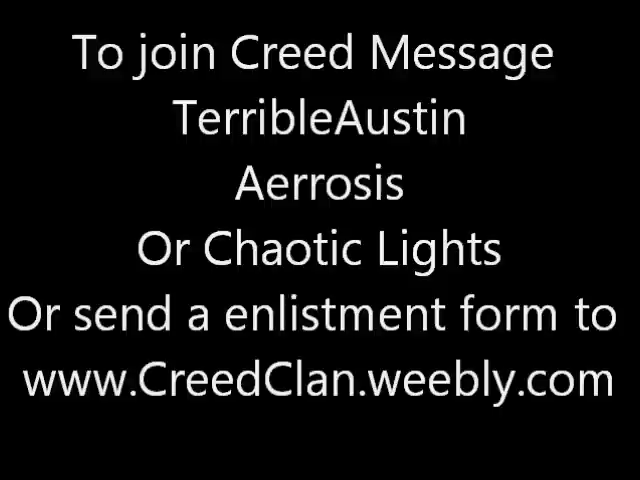 To join Creed Message
TerribleAustin
Aerrosis
Or Chaotic Lights
Or send a enlistment form to
www.CreedClan.weebly.com